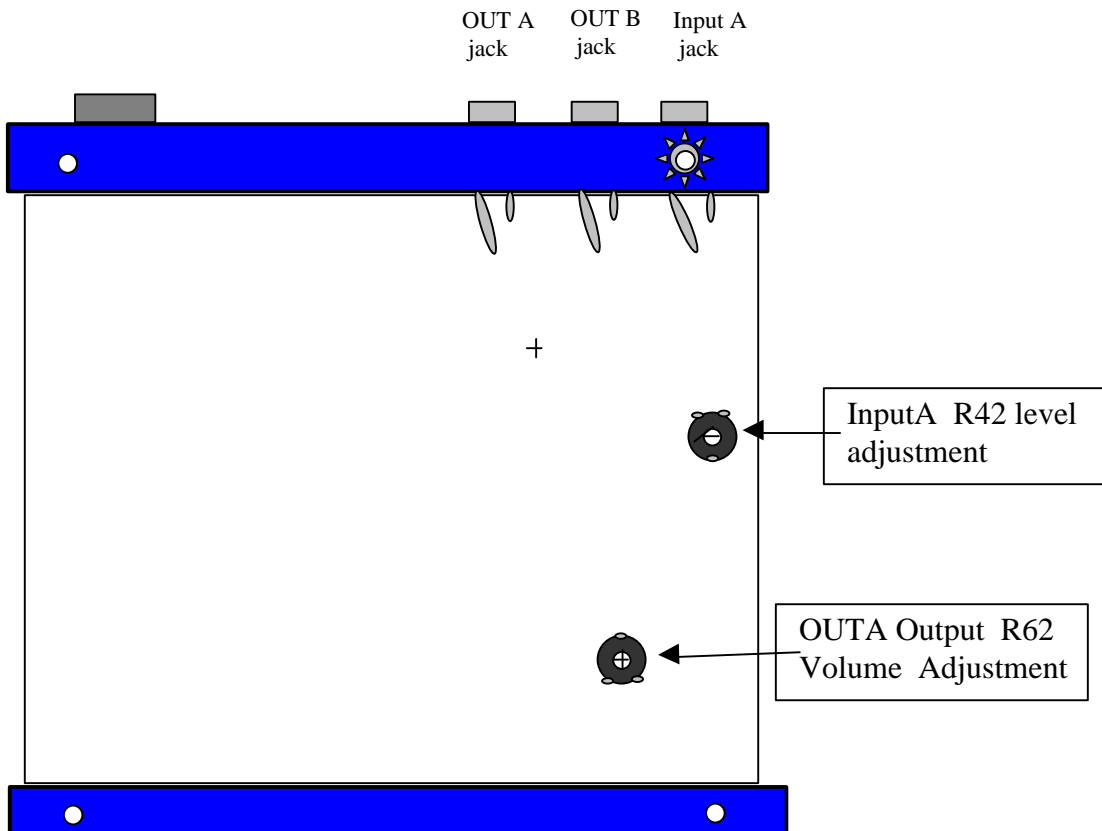 OUT A
jack
OUT B
jack
Input A
jack
InputA R42 level
adjustment
OUTA Output R62
Volume Adjustment